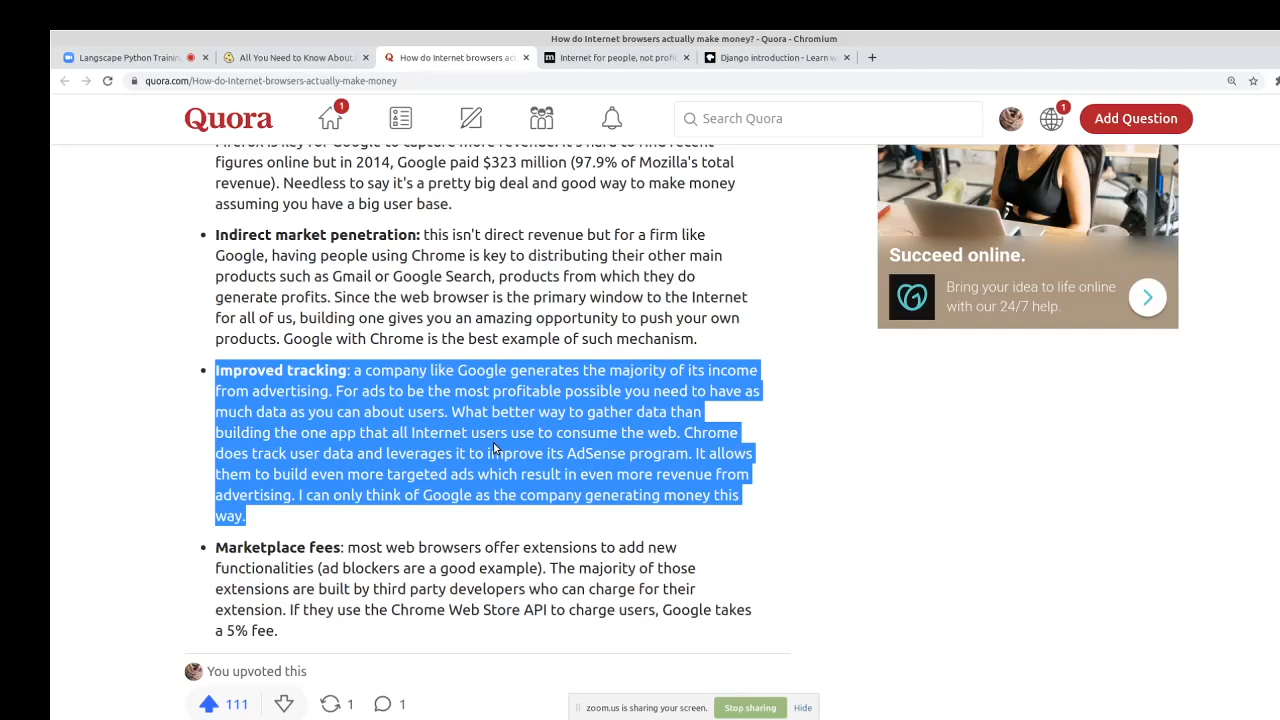 How do Internet browsers actually make money? - Quora - Chromium
Langscape Python Trainin
All You Need to Know About
How do Internet browsers ac
Internet for people, not profi
Django introduction - Learn w
quora.com/How-do-Internet-browsers-actually-make-money
Quora
1
Search Quora
1
Add Question
figures online but in 2014, Google paid $323 million (97.9% of Mozilla's total
revenue). Needless to say it's a pretty big deal and good way to make money
assuming you have a big user base.
• Indirect market penetration: this isn't direct revenue but for a firm like
Google, having people using Chrome is key to distributing their other main
products such as Gmail or Google Search, products from which they do
generate profits. Since the web browser is the primary window to the Internet
for all of us, building one gives you an amazing opportunity to push your own
products. Google with Chrome is the best example of such mechanism.
• Improved tracking: a company like Google generates the majority of its income
from advertising. For ads to be the most profitable possible you need to have as
much data as you can about users. What better way to gather data than
building the one app that all Internet users use to consume the web. Chrome
does track user data and leverages it to improve its AdSense program. It allows
them to build even more targeted ads which result in even more revenue from
advertising. I can only think of Google as the company generating money this
way.
• Marketplace fees: most web browsers offer extensions to add new
functionalities (ad blockers are a good example). The majority of those
extensions are built by third party developers who can charge for their
extension. If they use the Chrome Web Store API to charge users, Google takes
a 5% fee.
You upvoted this
111
1
1
Succeed online.
Bring your idea to life online
with our 24/7 help.
zoom.us is sharing your screen.
Stop sharing
Hide